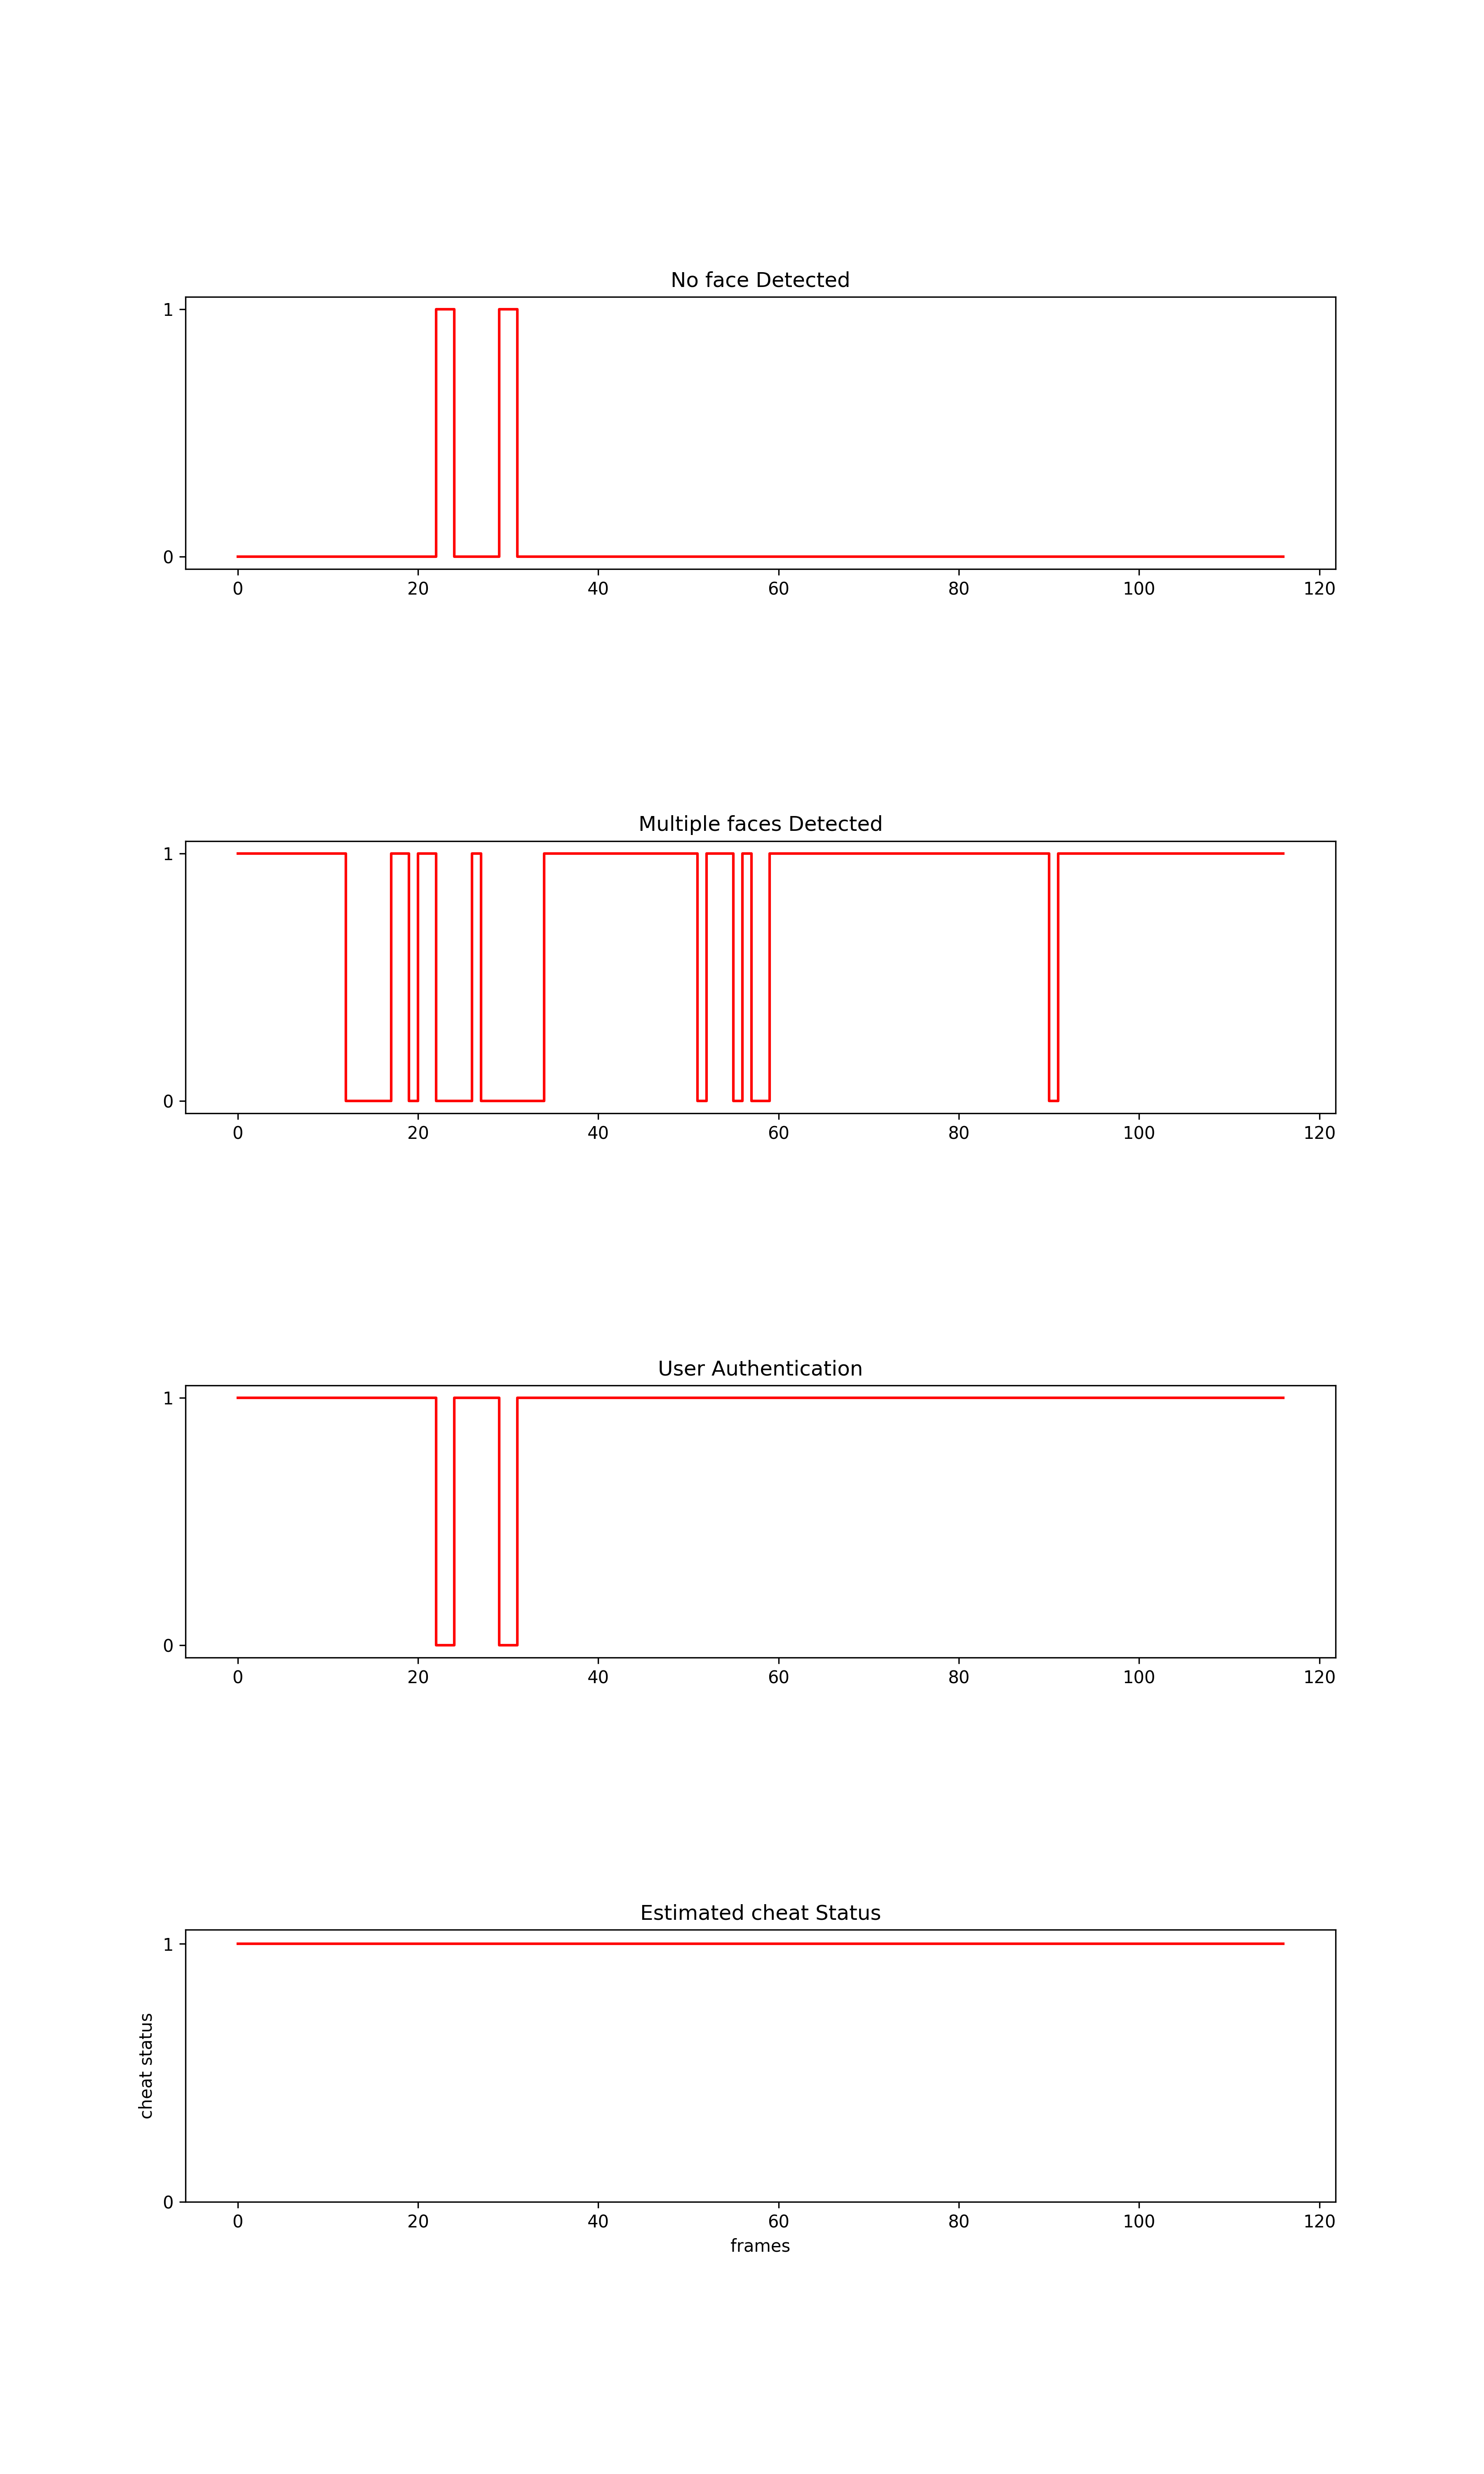 No face Detected
1
0
0 20 40 60 80 100 120
Multiple faces Detected
1
0
0 20 40 60 80 100 120
User Authentication
1
0
0 20 40 60 80 100 120
Estimated cheat Status
1
cheat status
0
0 20 40 60 80 100 120
frames